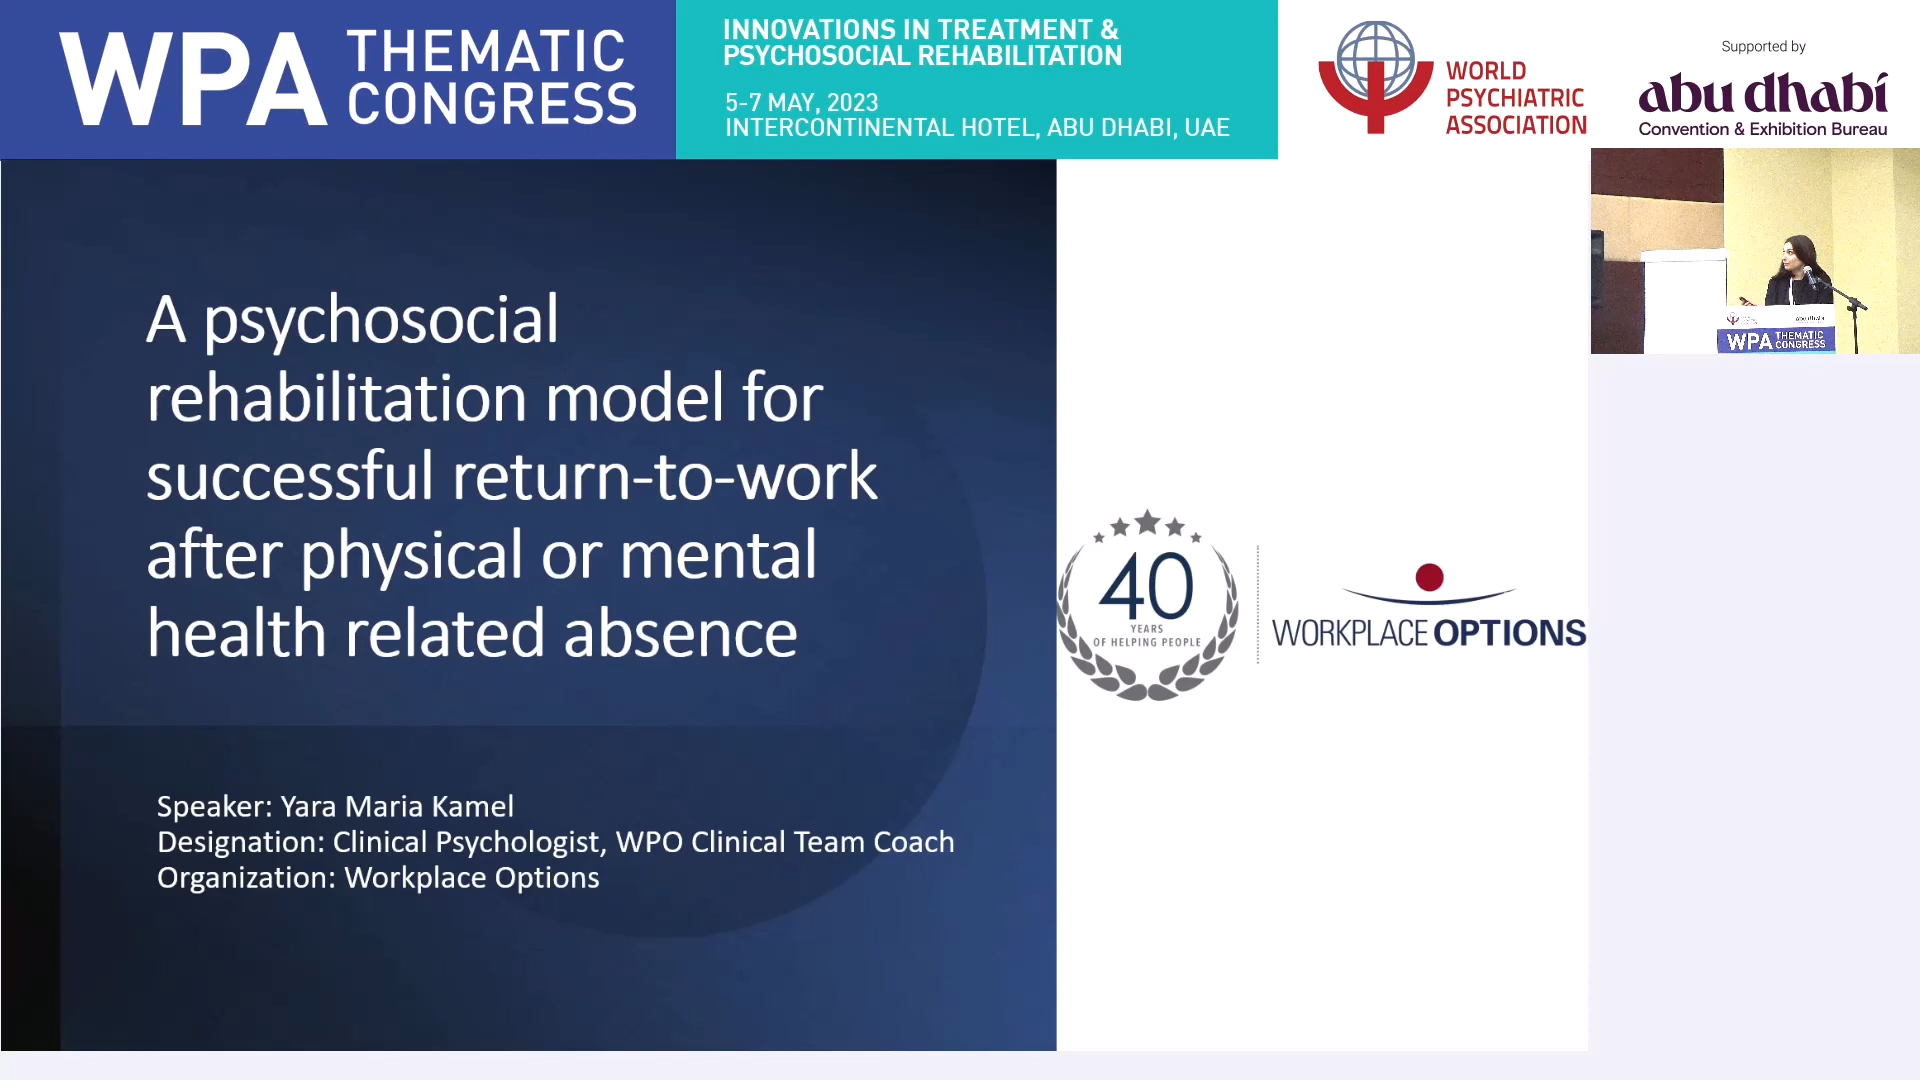 WPA THEMATIC CONGRESS
INNOVATIONS IN TREATMENT &
PSYCHOSOCIAL REHABILITATION
5-7 MAY, 2023
INTERCONTINENTAL HOTEL, ABU DHABI, UAE
WORLD
PSYCHIATRIC
ASSOCIATION
Supported by
abu dhabi
Convention & Exhibition Bureau
A psychosocial
rehabilitation model for
successful return-to-work
after physical or mental
health related absence
40
YEARS
OF HELPING PEOPLE
WORKPLACE OPTIONS
Speaker: Yara Maria Kamel
Designation: Clinical Psychologist, WPO Clinical Team Coach
Organization: Workplace Options
abu dhabi
WPA THEMATIC
CONGRESS